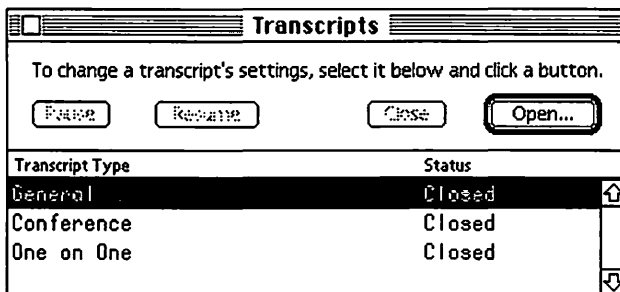 Transcripts
To change a transcript's settings, select it below and click a button.
Pause Resume Close Open...
Transcript Type Status
General Closed
Conference Closed
One on One Closed